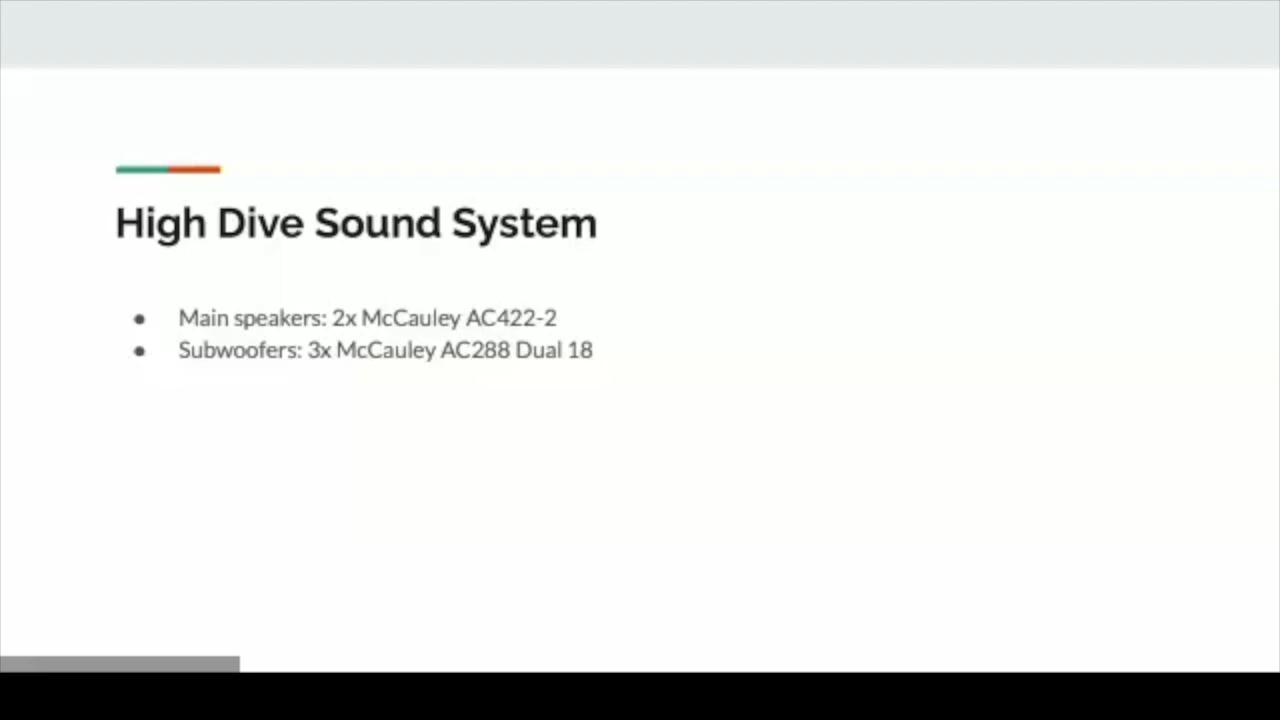 High Dive Sound System
● Main speakers: 2x McCauley AC422-2
● Subwoofers: 3x McCauley AC288 Dual 18